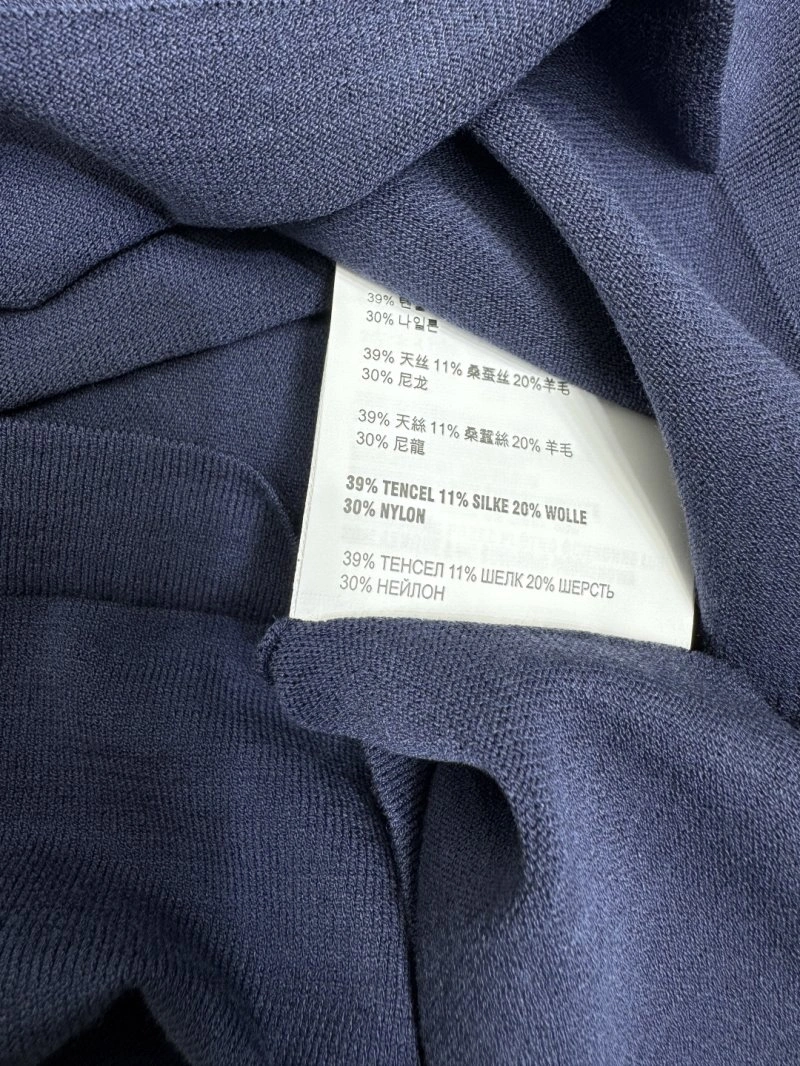 39%
30% 나일론
39% 天丝 11% 桑蚕丝 20% 羊毛
30% 尼龙
39% 天絲 11% 桑蠶絲 20% 羊毛
30% 尼龍
39% TENCEL 11% SILKE 20% WOLLE
30% NYLON
39% ТЕНСЕЛ 11% ШЕЛК 20% ШЕРСТЬ
30% НЕЙЛОН